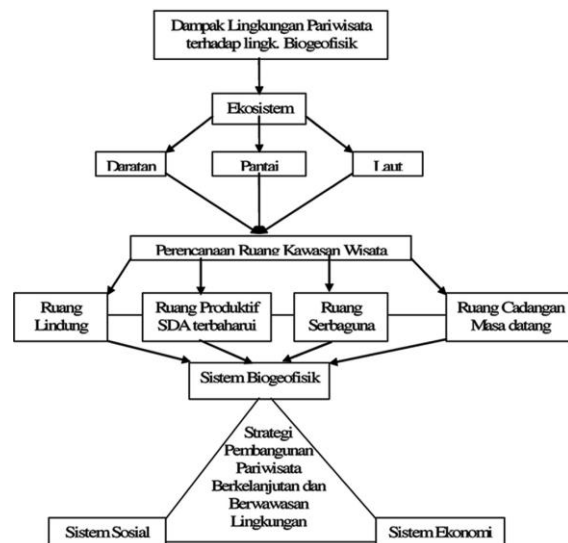 Dampak Lingkungan Pariwisata
terhadap lingk. Biogeofisik
Ekosistem
Daratan
Pantai
Laut
Perencanaan Ruang Kawasan Wisata
Ruang
Lindung
Ruang Produktif
SDA terbaharui
Ruang
Serbaguna
Ruang Cadangan
Masa datang
Sistem Biogeofisik
Strategi
Pembangunan
Pariwisata
Berkelanjutan dan
Berwawasan
Lingkungan
Sistem Sosial
Sistem Ekonomi